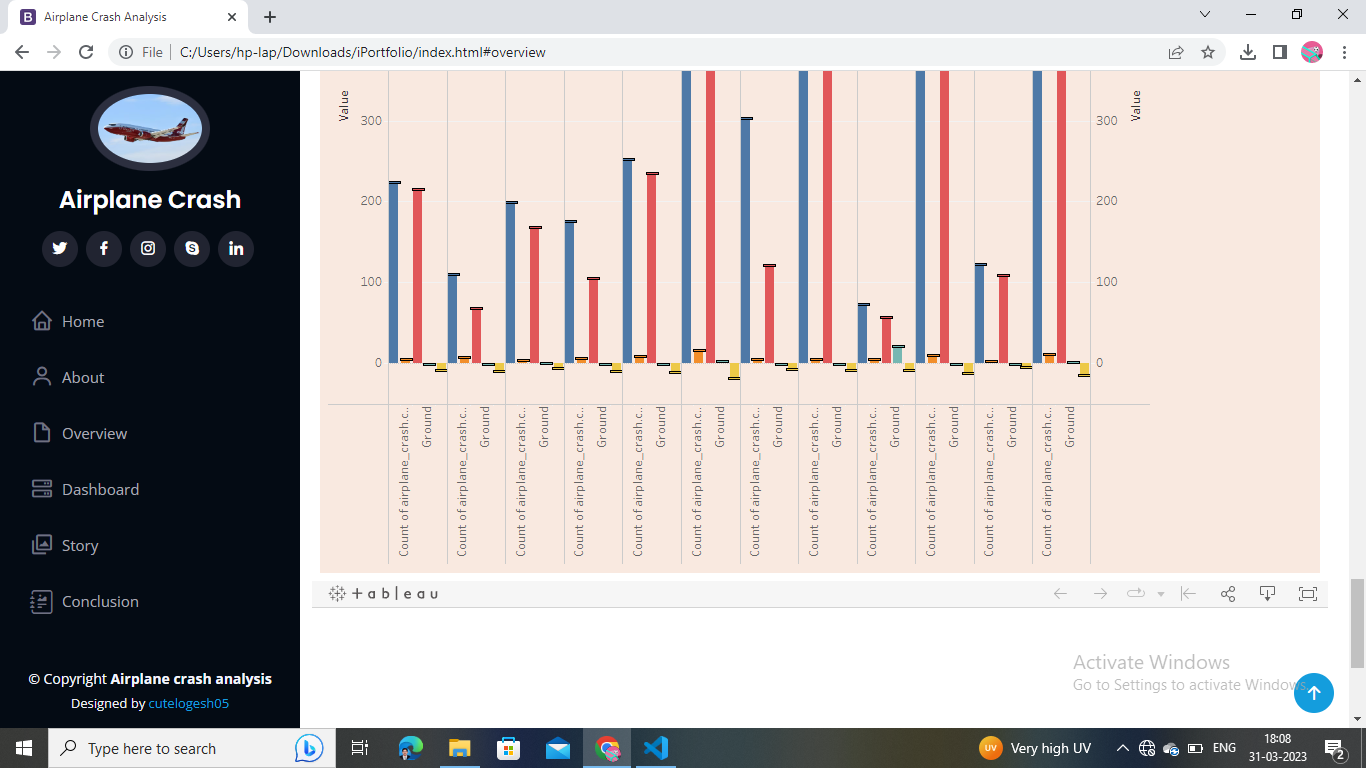 Airplane Crash Analysis
File
C:/Users/hp-lap/Downloads/iPortfolio/index.html#overview
Airplane Crash
Home
About
Overview
Dashboard
Story
Conclusion
© Copyright Airplane crash analysis
Designed by cutelogesh05
Value
300
200
100
0
Value
300
200
100
0
Count of airplane_crash.c..
Ground
Count of airplane_crash.c..
Ground
Count of airplane_crash.c..
Ground
Count of airplane_crash.c..
Ground
Count of airplane_crash.c..
Ground
Count of airplane_crash.c..
Ground
Count of airplane_crash.c..
Ground
Count of airplane_crash.c..
Ground
Count of airplane_crash.c..
Ground
Count of airplane_crash.c..
Ground
Count of airplane_crash.c..
Ground
Count of airplane_crash.c..
Ground
+ableau
Activate Windows
Go to Settings to activate Windows.
Type here to search
UV
Very high UV
ENG
18:08
31-03-2023
2